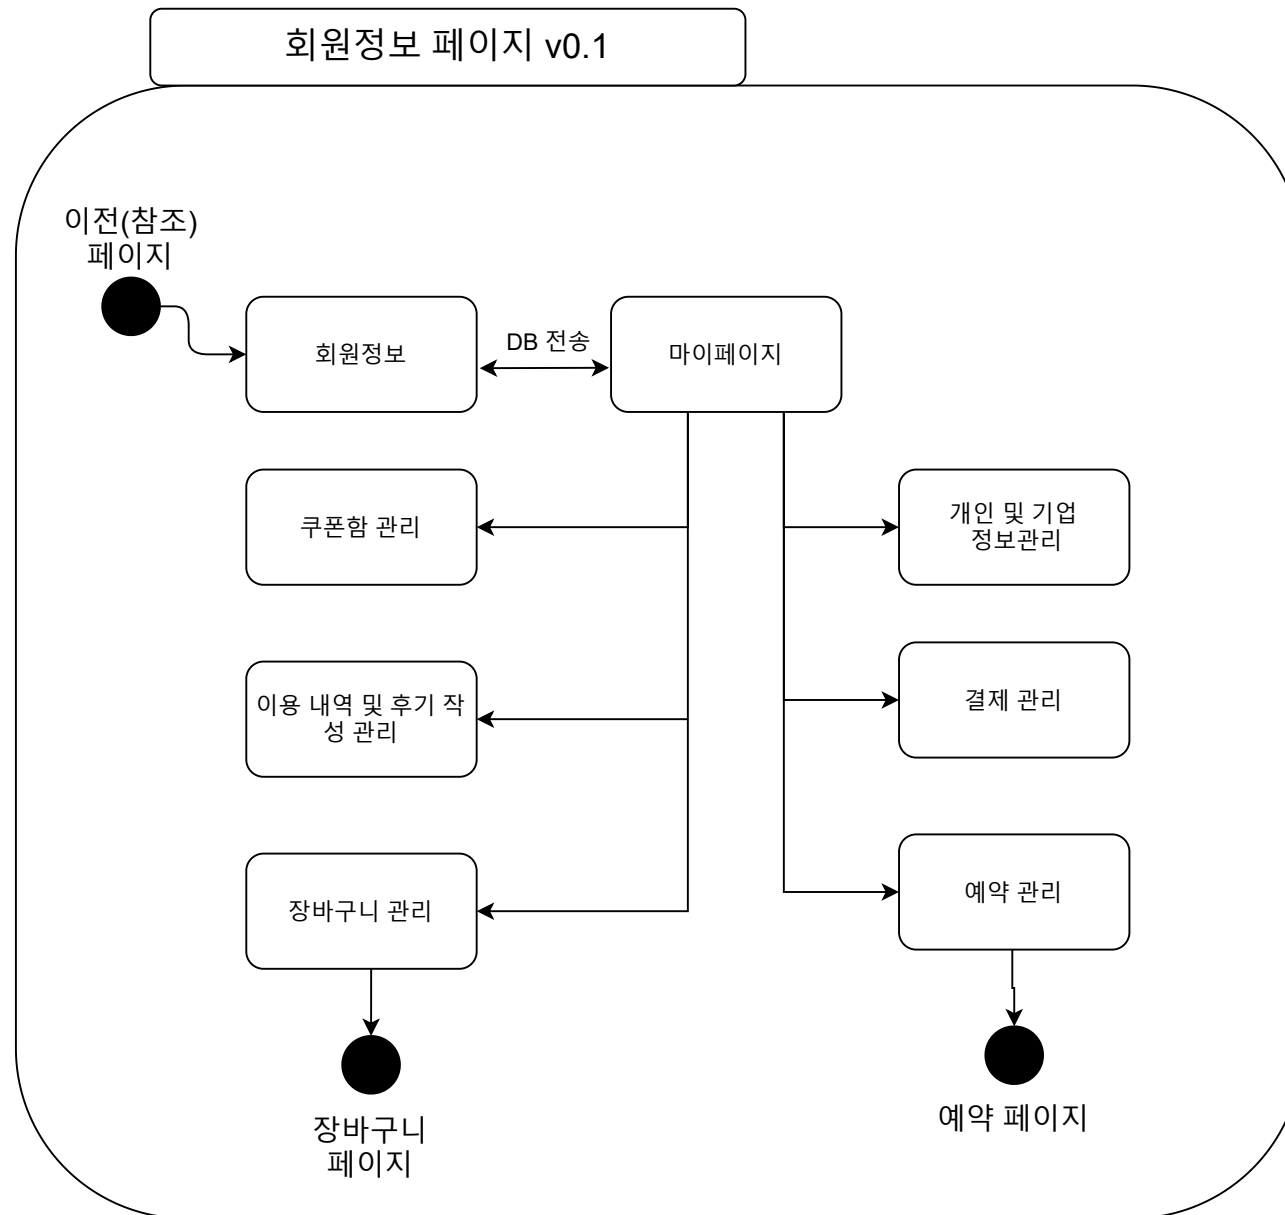 회원정보 페이지 v0.1
이전(참조)
페이지
회원정보
DB 전송
마이페이지
쿠폰함 관리
개인 및 기업
정보관리
이용 내역 및 후기 작
성 관리
결제 관리
장바구니 관리
예약 관리
장바구니
페이지
예약 페이지